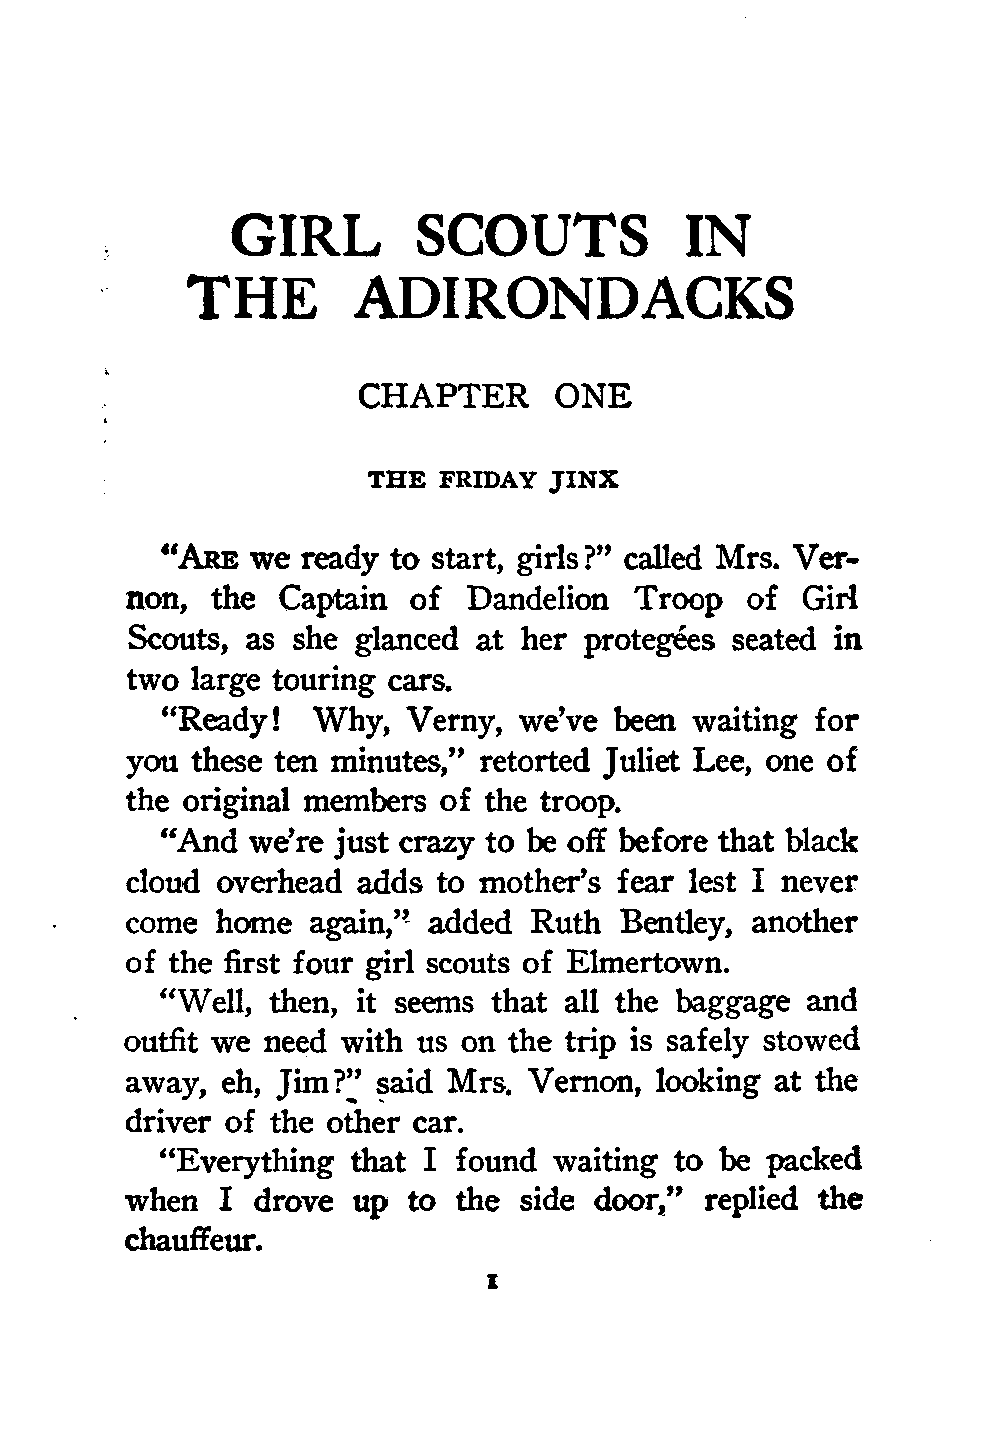 GIRL SCOUTS IN
THE ADIRONDACKS
CHAPTER ONE
THE FRIDAY JINX
“ARE we ready to start, girls?” called Mrs. Ver-
non, the Captain of Dandelion Troop of Girl
Scouts, as she glanced at her protegées seated in
two large touring cars.
“Ready! Why, Verny, we’ve been waiting for
you these ten minutes,” retorted Juliet Lee, one of
the original members of the troop.
“And we’re just crazy to be off before that black
cloud overhead adds to mother’s fear lest I never
come home again,” added Ruth Bentley, another
of the first four girl scouts of Elmertown.
“Well, then, it seems that all the baggage and
outfit we need with us on the trip is safely stowed
away, eh, Jim?” said Mrs. Vernon, looking at the
driver of the other car.
“Everything that I found waiting to be packed
when I drove up to the side door,” replied the
chauffeur.
1